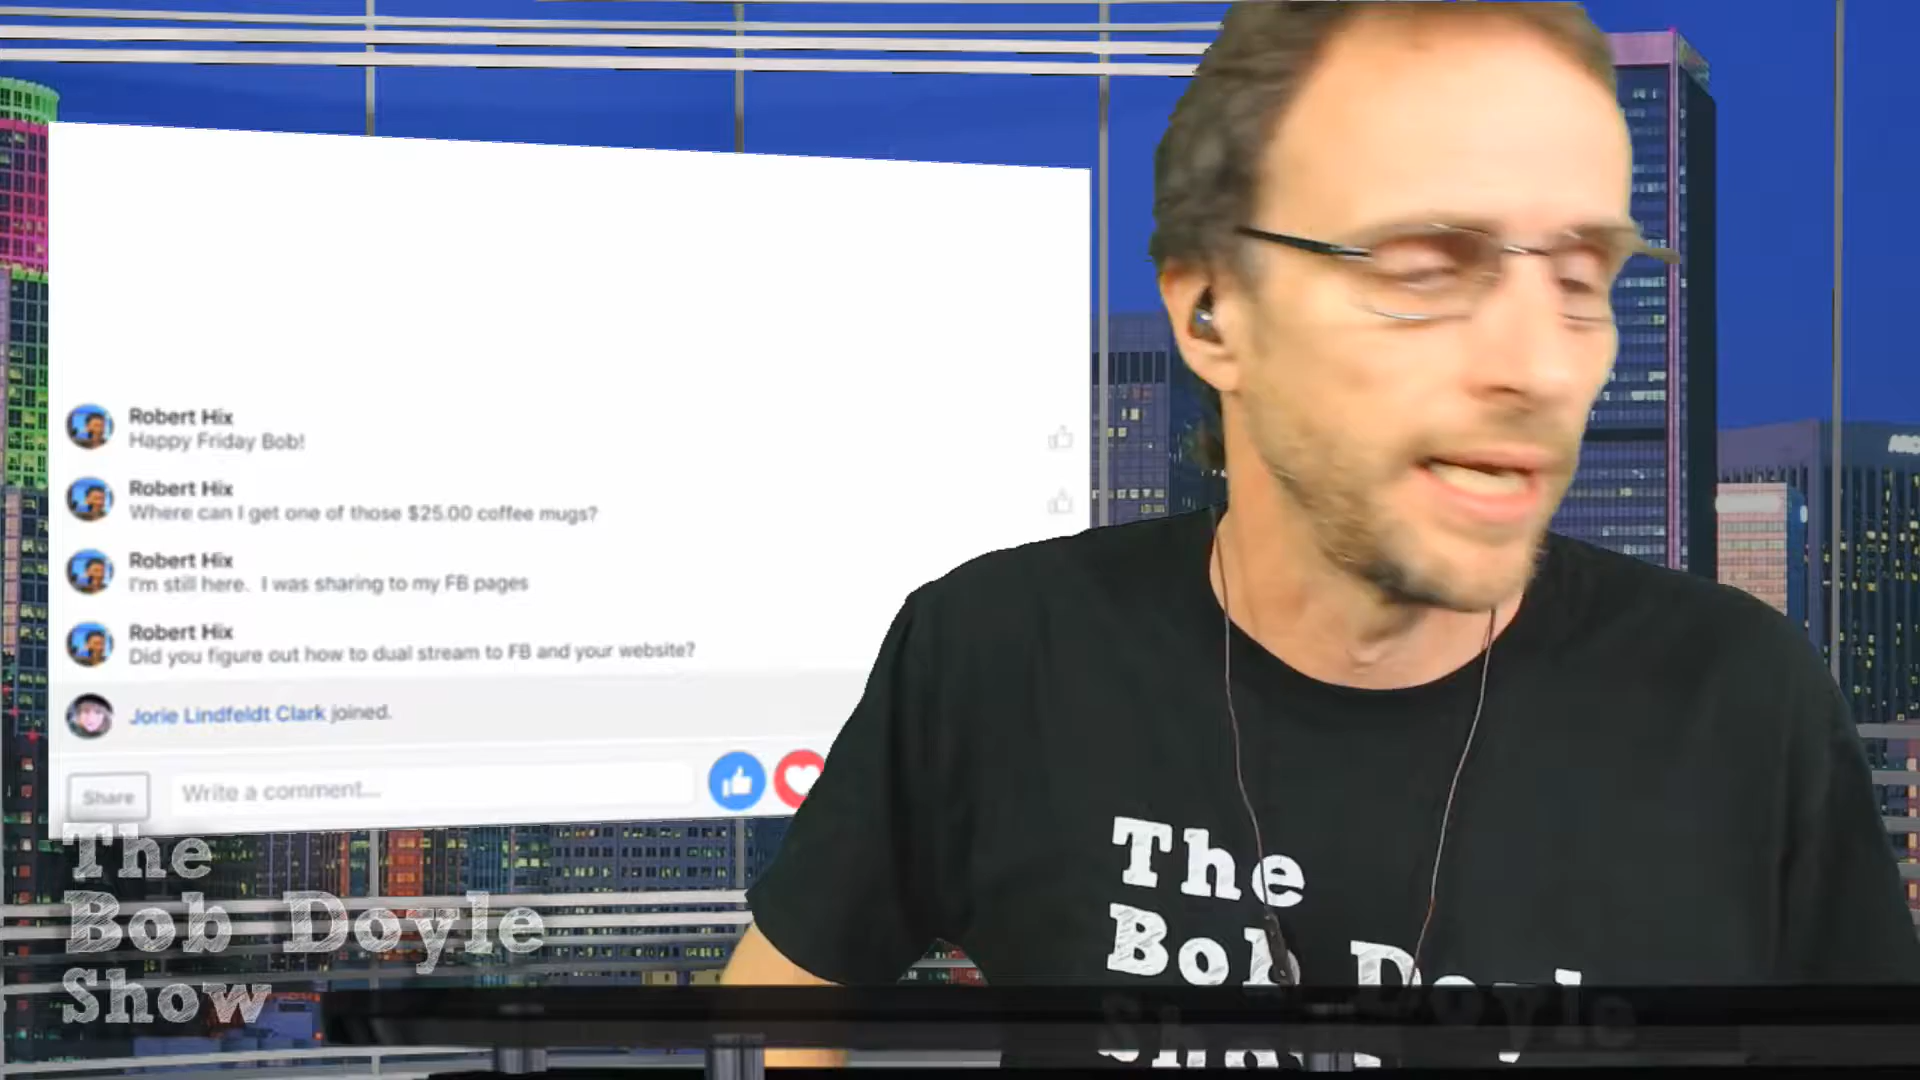 Robert Hix
Happy Friday Bob!
Robert Hix
Where can I get one of those $25.00 coffee mugs?
Robert Hix
I'm still here.  I was sharing to my FB pages
Robert Hix
Did you figure out how to dual stream to FB and your website?
Jorie Lindfeldt Clark joined.
Share
Write a comment...
The
Bob Doyle
Show
The
Bob Doyle
Show